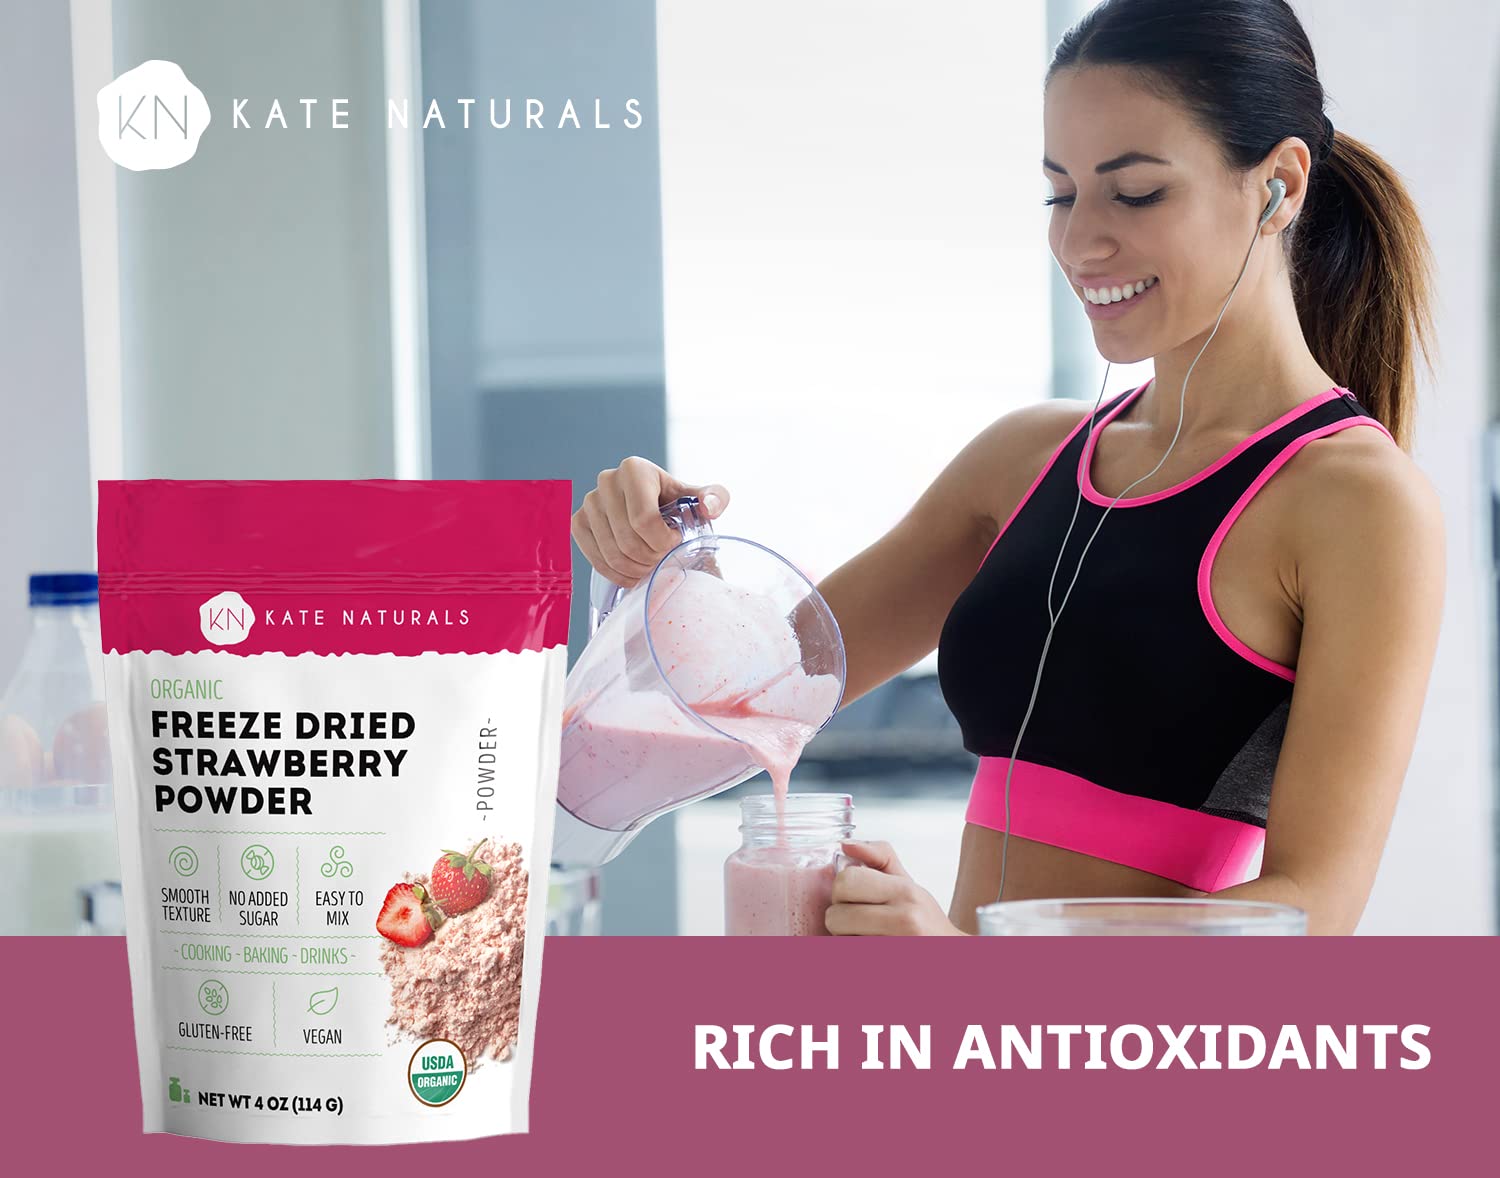 KN KATE NATURALS
KN KATE NATURALS
ORGANIC
FREEZE DRIED
STRAWBERRY
POWDER
-POWDER-
SMOOTH
TEXTURE
NO ADDED
SUGAR
EASY TO
MIX
- COOKING - BAKING - DRINKS -
GLUTEN-FREE
VEGAN
USDA
ORGANIC
NET WT 4 OZ (114 G)
RICH IN ANTIOXIDANTS